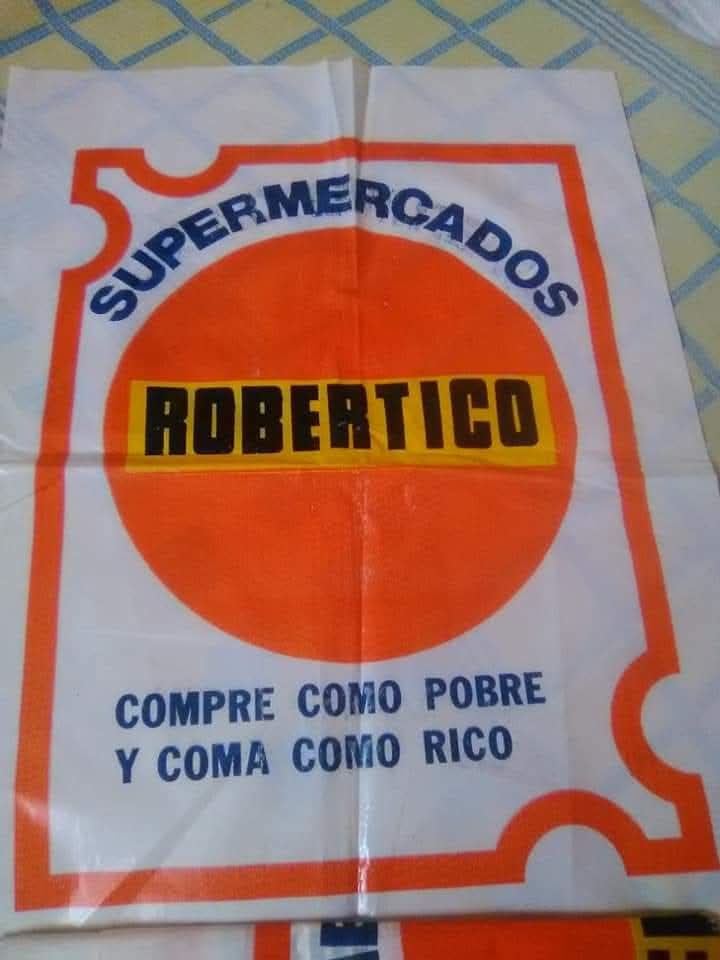 SUPERMERCADOS
ROBERTICO
COMPRE COMO POBRE
Y COMA COMO RICO